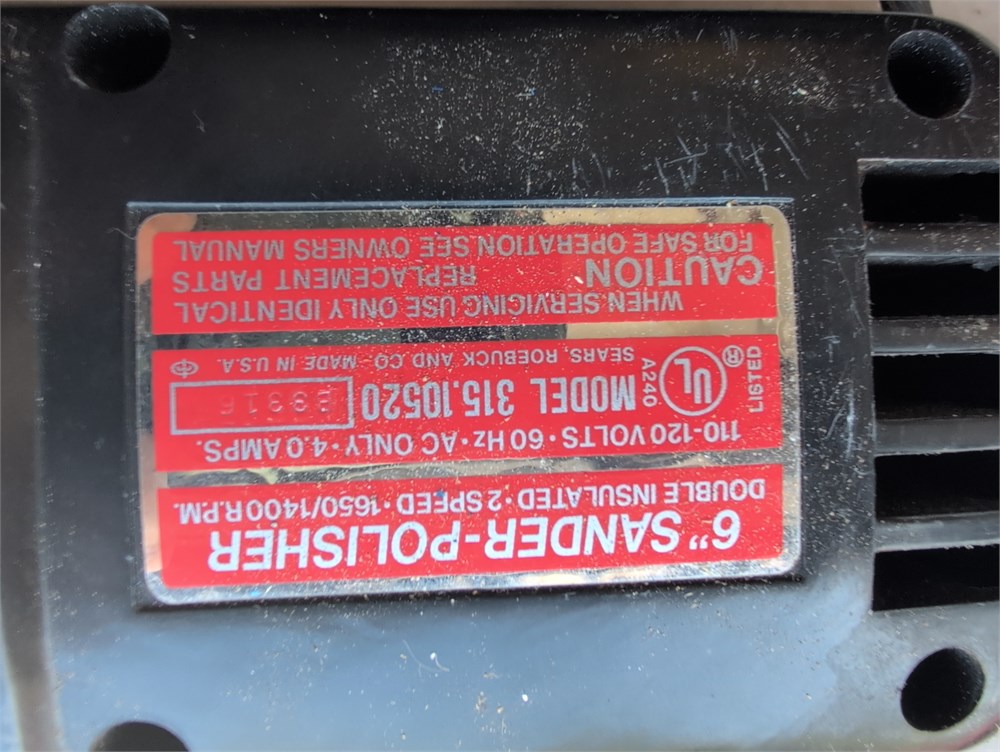 6" SANDER-POLISHER
DOUBLE INSULATED • 2 SPEED • 1650/1400 R.P.M.
110-120 VOLTS • 60 Hz • AC ONLY • 4.0 AMPS.
LISTED UL ® A240
MODEL 315.10520
SEARS, ROEBUCK AND CO. MADE IN U.S.A.
WHEN SERVICING USE ONLY IDENTICAL
CAUTION REPLACEMENT PARTS
FOR SAFE OPERATION SEE OWNERS MANUAL